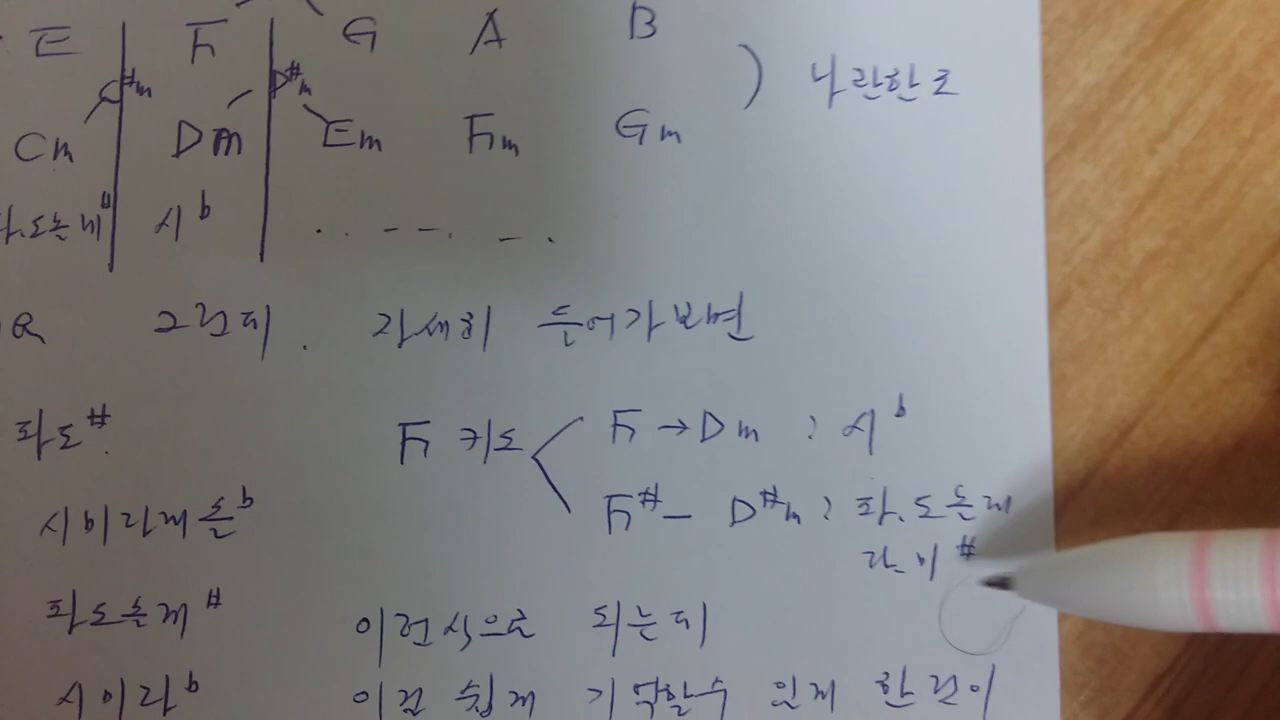 E F G A B
C#m D#m 나란한조
Cm Dm Em Fm Gm
파.도솔레# 시b . . - - . - .
그런데. 자세히 들어가보면
파도# F 키도 F → Dm : 시b
시미라레솔b F# - D#m : 파.도솔레
라미#
파도솔레# 이런식으로 되는데
시미라b 이걸 쉽게 기억할수 있게 한건이